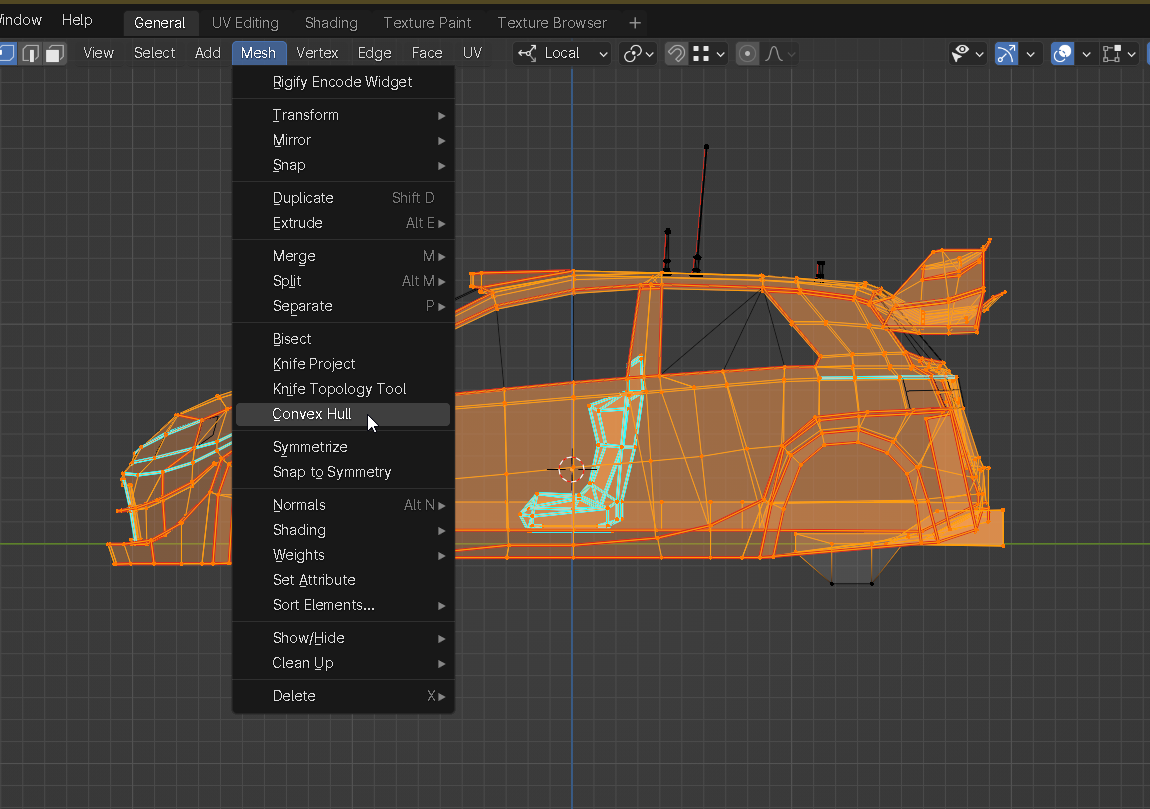 Window Help General UV Editing Shading Texture Paint Texture Browser +
View Select Add Mesh Vertex Edge Face UV Local
Rigify Encode Widget
Transform
Mirror
Snap
Duplicate Shift D
Extrude Alt E
Merge M
Split Alt M
Separate P
Bisect
Knife Project
Knife Topology Tool
Convex Hull
Symmetrize
Snap to Symmetry
Normals Alt N
Shading
Weights
Set Attribute
Sort Elements...
Show/Hide
Clean Up
Delete X